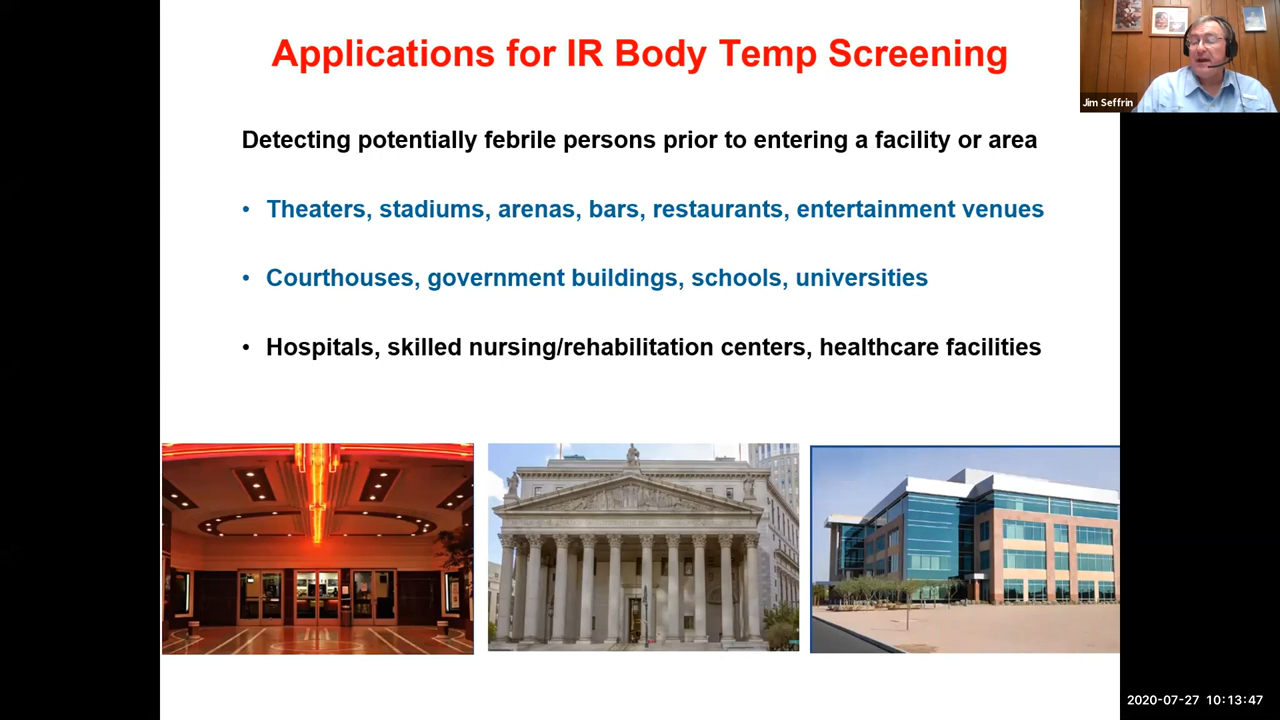 Applications for IR Body Temp Screening
Jim Seffrin
Detecting potentially febrile persons prior to entering a facility or area
• Theaters, stadiums, arenas, bars, restaurants, entertainment venues
• Courthouses, government buildings, schools, universities
• Hospitals, skilled nursing/rehabilitation centers, healthcare facilities
2020-07-27 10:13:47